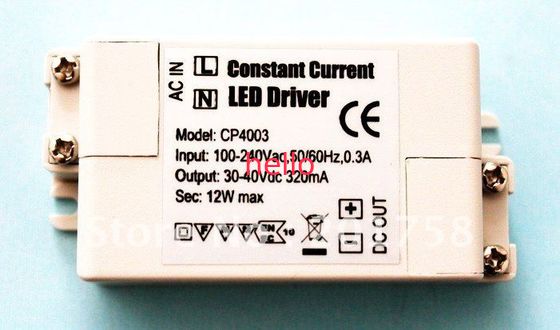 AC IN
L
N
Constant Current
LED Driver
CE
Model: CP4003
Input: 100-240Vac,50/60Hz,0.3A
hello
Output: 30-40Vdc 320mA
Sec: 12W max
F F F
10
+
-
DC OUT
758